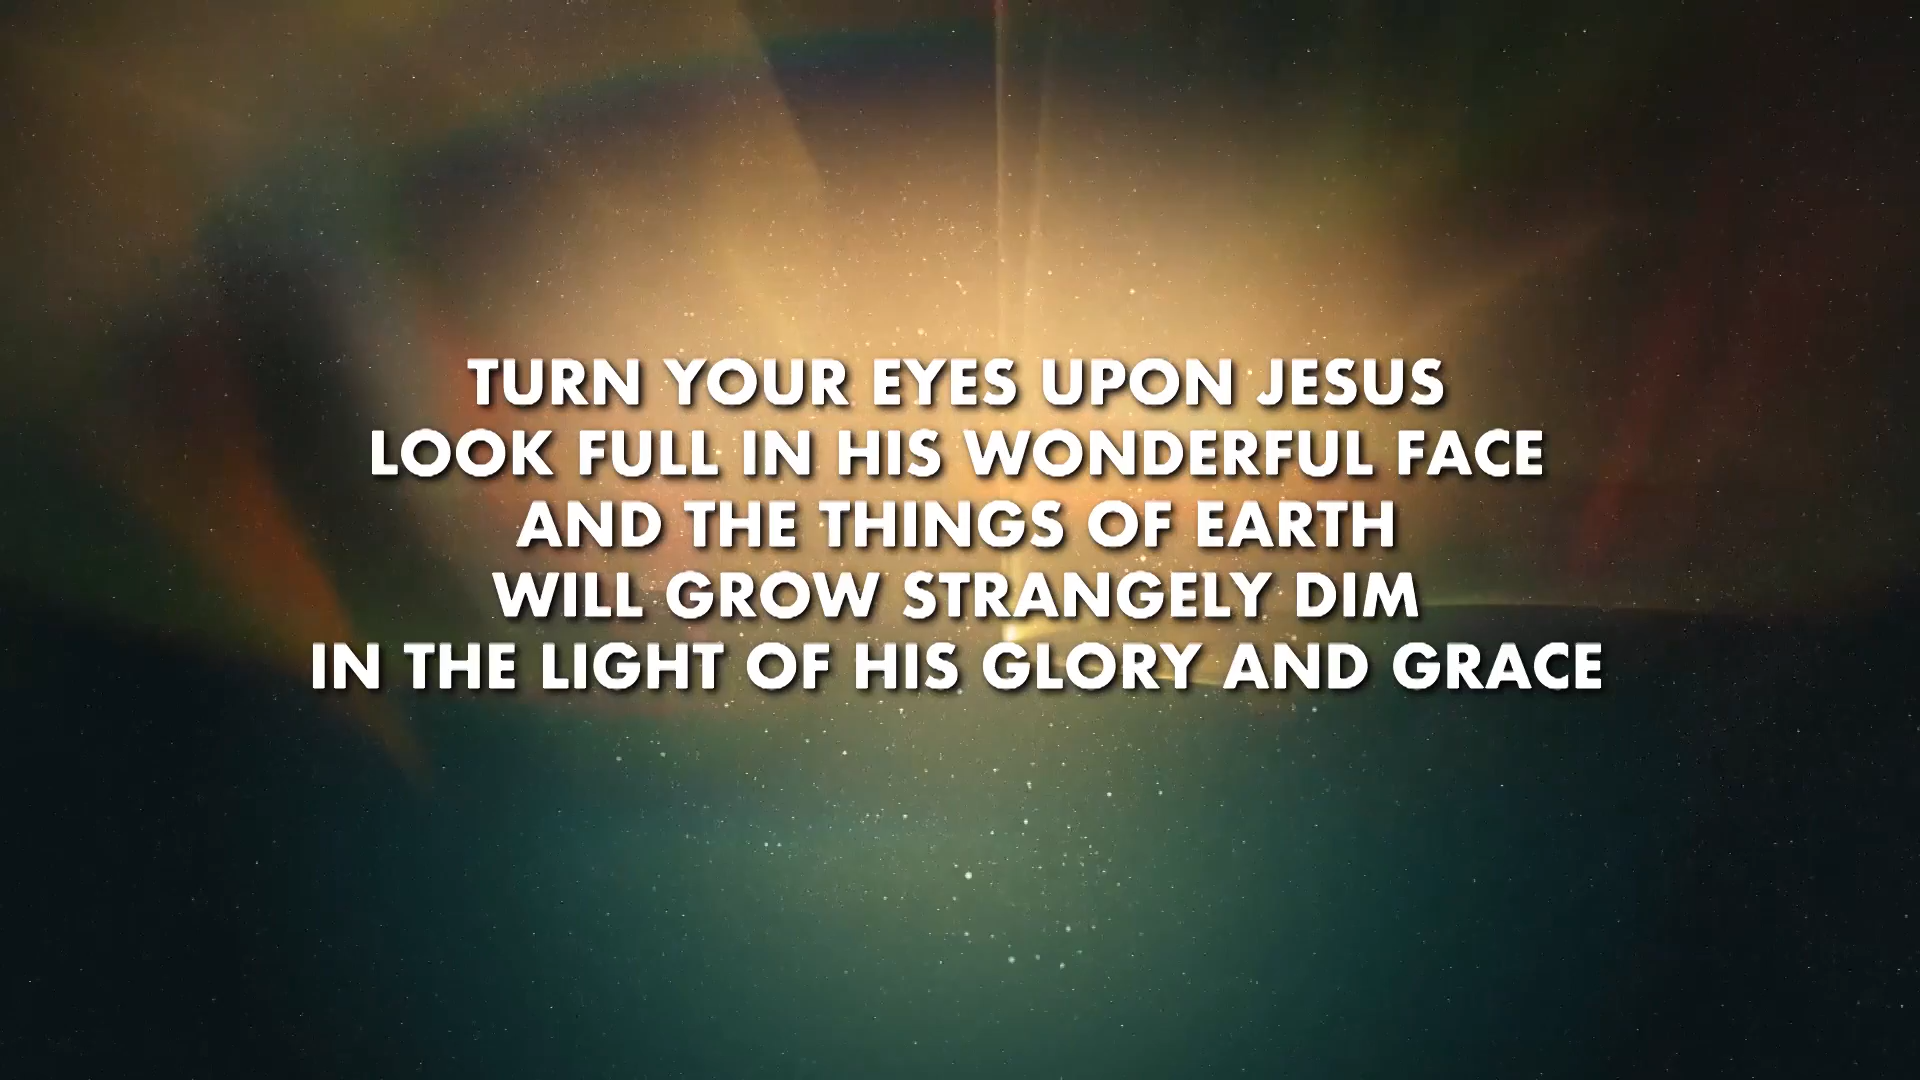 TURN YOUR EYES UPON JESUS
LOOK FULL IN HIS WONDERFUL FACE
AND THE THINGS OF EARTH
WILL GROW STRANGELY DIM
IN THE LIGHT OF HIS GLORY AND GRACE